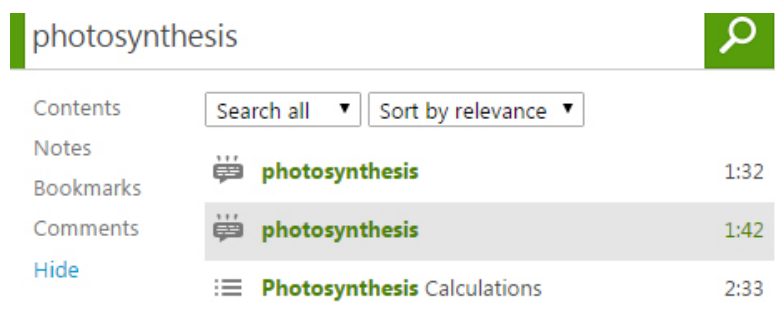 photosynthesis
Contents
Notes
Bookmarks
Comments
Hide
Search all
Sort by relevance
photosynthesis 1:32
photosynthesis 1:42
Photosynthesis Calculations 2:33